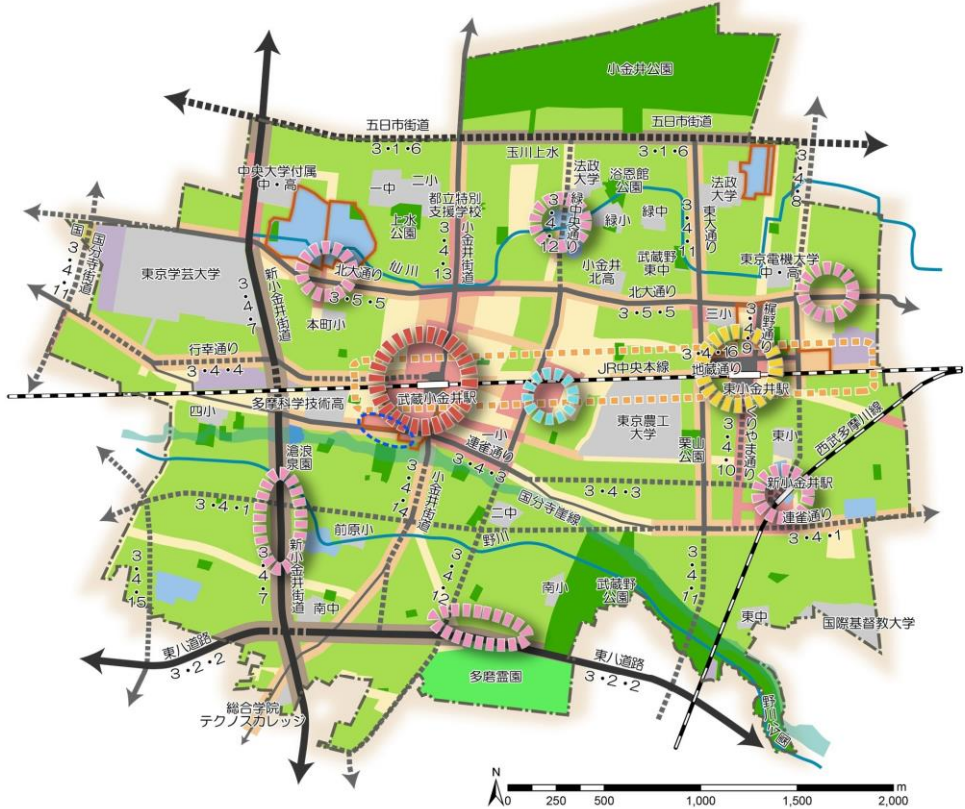 小金井公園
五日市街道
3・1・6
五日市街道
3・1・6
玉川上水
中央大学付属
中・高
一中
二小
上水
公園
都立特別
支援学校
3・4・13
小金井街道
法政
大学
浴恩館
公園
緑中央通り
3・4・12
緑小
緑中
3・4・11
東大通り
法政
大学
3・4・8
武蔵野
東中
小金井
北高
東京電機大学
中・高
国分寺街道
国3・4・11
東京学芸大学
新小金井街道
3・4・7
仙川
北大通り
3・5・5
北大通り
3・5・5
本町小
三小
梶野通り
3・4・9
3・4・16
地蔵通り
行幸通り
3・4・4
JR中央本線
武蔵小金井駅
東小金井駅
多摩科学技術高
四小
滄浪
泉園
一小
連雀通り
3・4・3
東京農工
大学
栗山
公園
くりやま通り
3・4・10
東小
西武多摩川線
新小金井駅
連雀通り
3・4・1
3・4・3
国分寺崖線
3・4・14
小金井街道
二中
野川
3・4・1
前原小
新小金井街道
3・4・7
3・4・15
南中
3・4・12
南小
武蔵野
公園
3・4・11
東中
国際基督教大学
東八道路
3・2・2
東八道路
3・2・2
多磨霊園
野川公園
総合学院
テクノスカレッジ
N
0 250 500 1,000 1,500 2,000 m